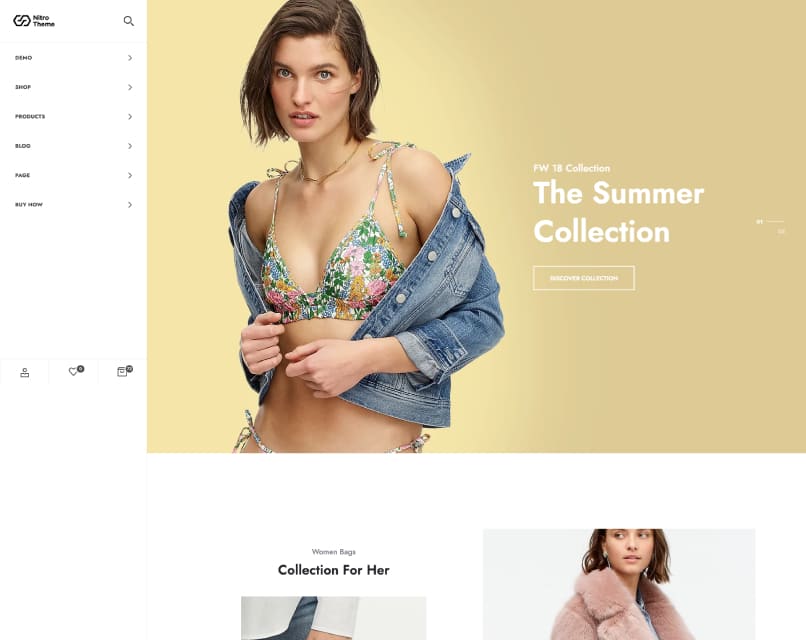 Nitro
Theme
DEMO
SHOP
PRODUCTS
BLOG
PAGE
BUY NOW
FW 18 Collection
The Summer
Collection
01
02
DISCOVER COLLECTION
0
Women Bags
Collection For Her